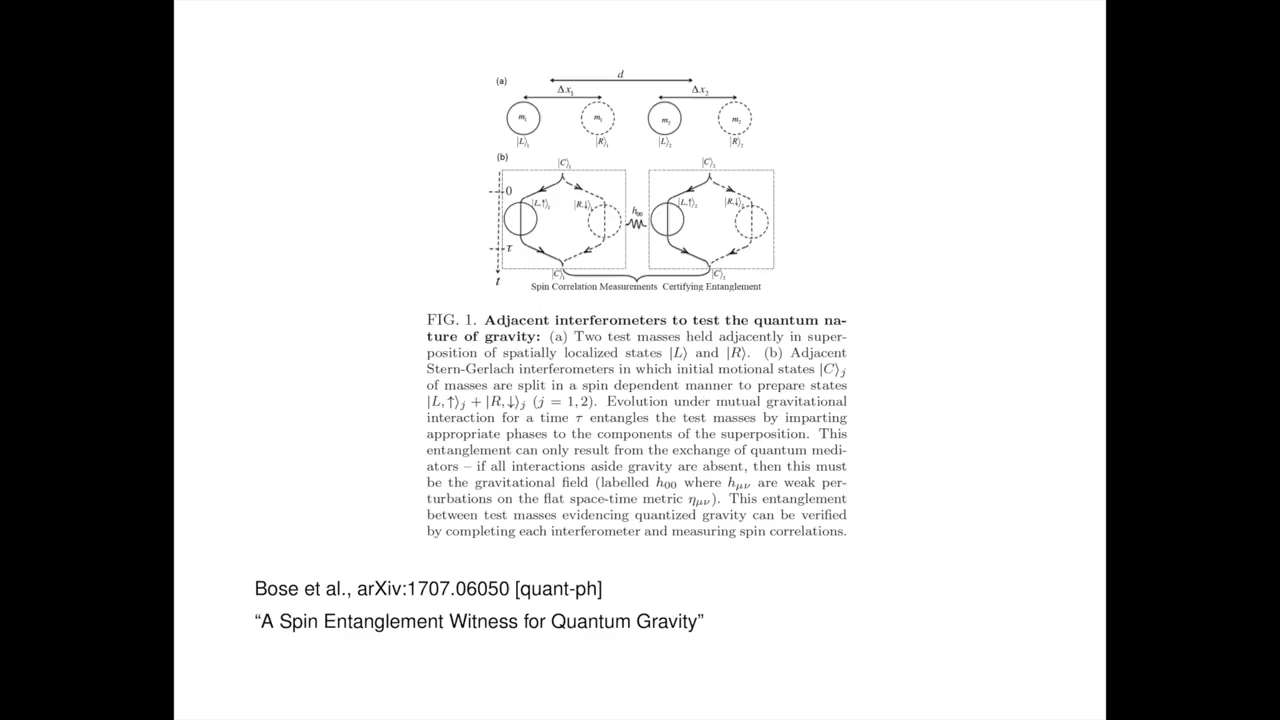 (a)
d
Δx₁ Δx₂
m₁ m₁ m₂ m₂
|L⟩₁ |R⟩₁ |L⟩₂ |R⟩₂
(b)
|C⟩₁ |C⟩₂
0
|L,↑⟩₁ |R,↓⟩₁ h₀₀ |L,↑⟩₂ |R,↓⟩₂
τ
|C⟩₁ |C⟩₂
t
Spin Correlation Measurements Certifying Entanglement
FIG. 1. Adjacent interferometers to test the quantum na-
ture of gravity: (a) Two test masses held adjacently in super-
position of spatially localized states |L⟩ and |R⟩. (b) Adjacent
Stern-Gerlach interferometers in which initial motional states |C⟩ⱼ
of masses are split in a spin dependent manner to prepare states
|L,↑⟩ⱼ + |R,↓⟩ⱼ (j = 1, 2). Evolution under mutual gravitational
interaction for a time τ entangles the test masses by imparting
appropriate phases to the components of the superposition. This
entanglement can only result from the exchange of quantum medi-
ators – if all interactions aside gravity are absent, then this must
be the gravitational field (labelled h₀₀ where hμν are weak per-
turbations on the flat space-time metric ημν). This entanglement
between test masses evidencing quantized gravity can be verified
by completing each interferometer and measuring spin correlations.
Bose et al., arXiv:1707.06050 [quant-ph]
“A Spin Entanglement Witness for Quantum Gravity”